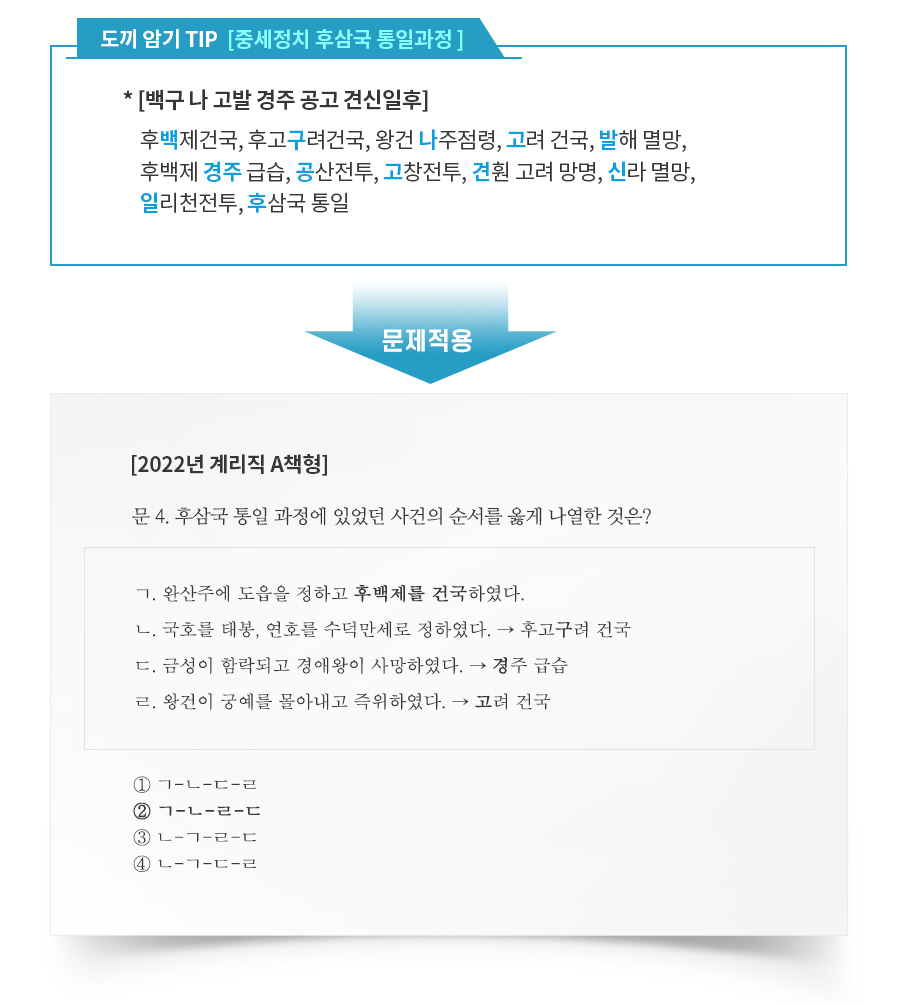 도끼 암기 TIP [중세정치 후삼국 통일과정 ]
* [백구 나 고발 경주 공고 견신일후]
후백제건국, 후고구려건국, 왕건 나주점령, 고려 건국, 발해 멸망,
후백제 경주 급습, 공산전투, 고창전투, 견훤 고려 망명, 신라 멸망,
일리천전투, 후삼국 통일
문제적용
[2022년 계리직 A책형]
문 4. 후삼국 통일 과정에 있었던 사건의 순서를 옳게 나열한 것은?
ㄱ. 완산주에 도읍을 정하고 후백제를 건국하였다.
ㄴ. 국호를 태봉, 연호를 수덕만세로 정하였다. → 후고구려 건국
ㄷ. 금성이 함락되고 경애왕이 사망하였다. → 경주 급습
ㄹ. 왕건이 궁예를 몰아내고 즉위하였다. → 고려 건국
① ㄱ-ㄴ-ㄷ-ㄹ
② ㄱ-ㄴ-ㄹ-ㄷ
③ ㄴ-ㄱ-ㄹ-ㄷ
④ ㄴ-ㄱ-ㄷ-ㄹ